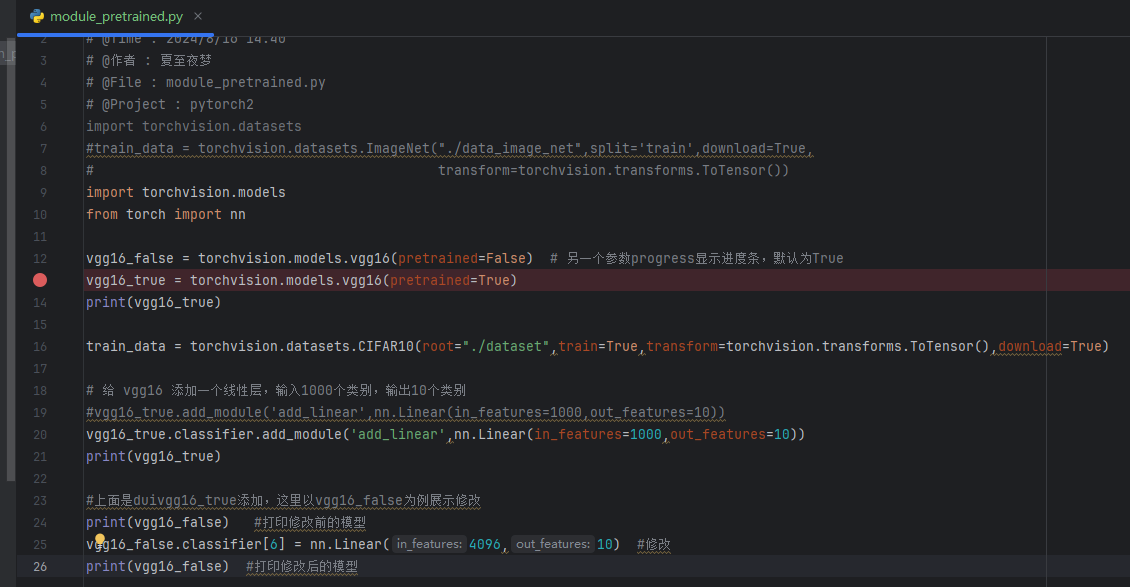 module_pretrained.py
2 # @Time : 2024/8/16 14:40
3 # @作者 : 夏至夜梦
4 # @File : module_pretrained.py
5 # @Project : pytorch2
6 import torchvision.datasets
7 #train_data = torchvision.datasets.ImageNet("./data_image_net",split='train',download=True,
8 #                                           transform=torchvision.transforms.ToTensor())
9 import torchvision.models
10 from torch import nn
11
12 vgg16_false = torchvision.models.vgg16(pretrained=False)  # 另一个参数progress显示进度条，默认为True
vgg16_true = torchvision.models.vgg16(pretrained=True)
14 print(vgg16_true)
15
16 train_data = torchvision.datasets.CIFAR10(root="./dataset",train=True,transform=torchvision.transforms.ToTensor(),download=True)
17
18 # 给 vgg16 添加一个线性层，输入1000个类别，输出10个类别
19 #vgg16_true.add_module('add_linear',nn.Linear(in_features=1000,out_features=10))
20 vgg16_true.classifier.add_module('add_linear',nn.Linear(in_features=1000,out_features=10))
21 print(vgg16_true)
22
23 #上面是duivgg16_true添加，这里以vgg16_false为例展示修改
24 print(vgg16_false)   #打印修改前的模型
25 vgg16_false.classifier[6] = nn.Linear( in_features: 4096, out_features: 10)  #修改
26 print(vgg16_false)  #打印修改后的模型